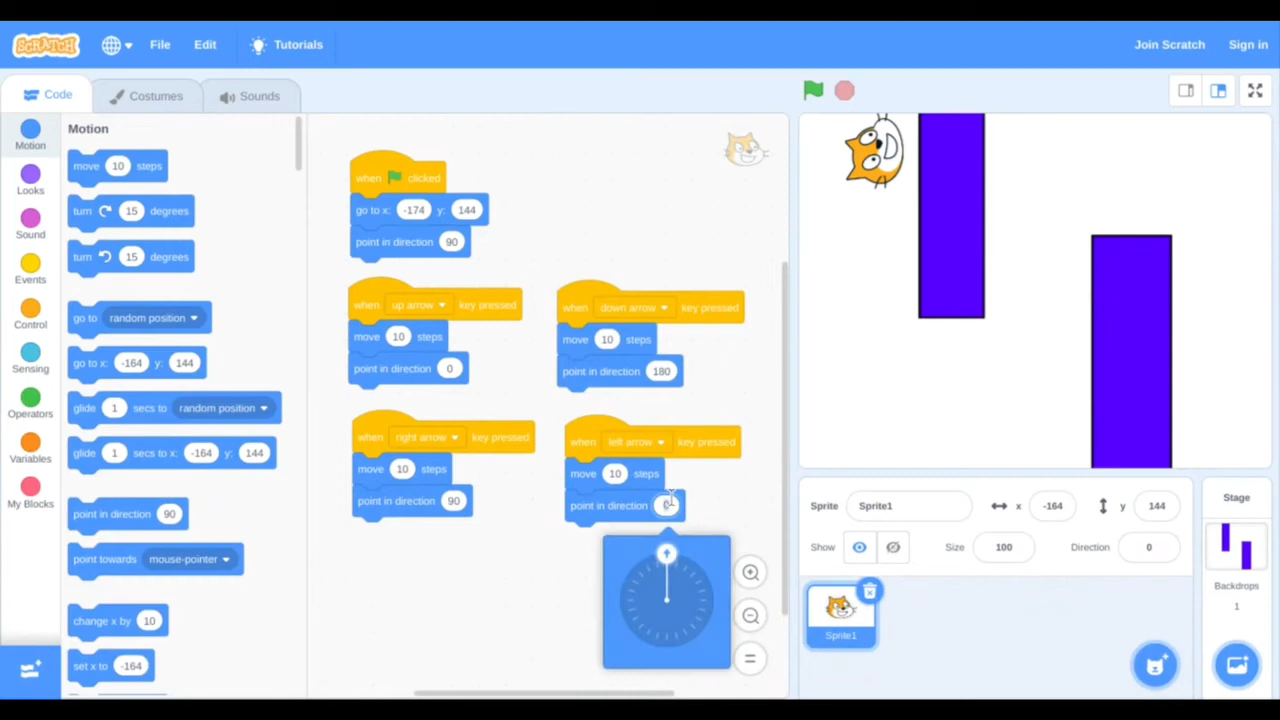 SCRATCH File Edit Tutorials Join Scratch Sign in
Code Costumes Sounds
Motion
Looks
Sound
Events
Control
Sensing
Operators
Variables
My Blocks
Motion
move 10 steps
turn 15 degrees
turn 15 degrees
go to random position
go to x: -164 y: 144
glide 1 secs to random position
glide 1 secs to x: -164 y: 144
point in direction 90
point towards mouse-pointer
change x by 10
set x to -164
when clicked
go to x: -174 y: 144
point in direction 90
when up arrow key pressed
move 10 steps
point in direction 0
when down arrow key pressed
move 10 steps
point in direction 180
when right arrow key pressed
move 10 steps
point in direction 90
when left arrow key pressed
move 10 steps
point in direction
Sprite Sprite1 x -164 y 144
Show Size 100 Direction 0
Sprite1
Stage
Backdrops
1